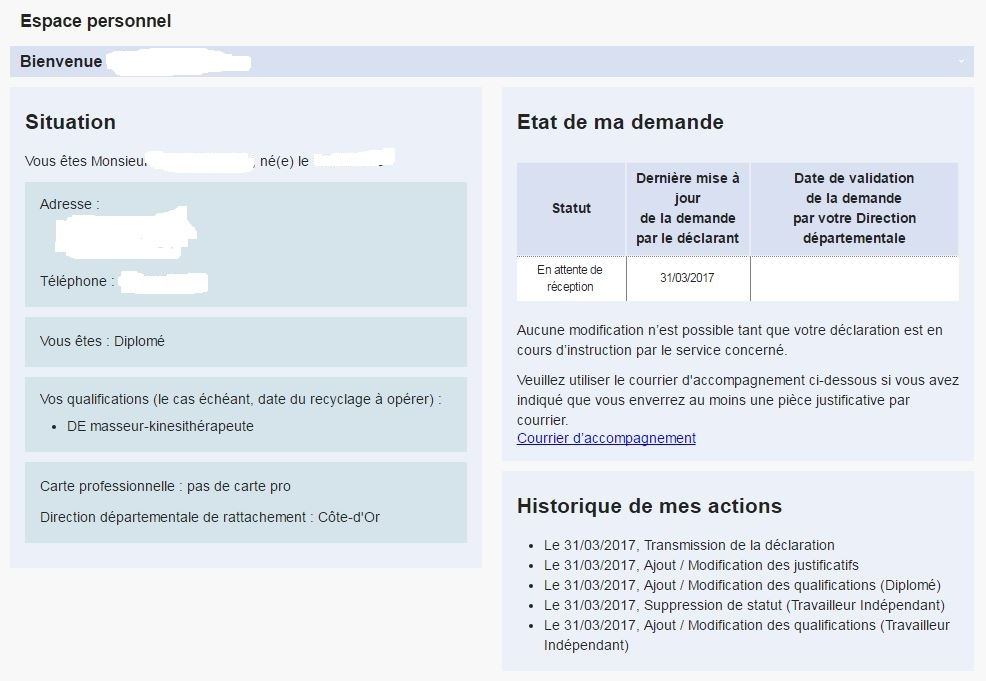 Espace personnel
Bienvenue
Situation
Vous êtes Monsieur , né(e) le
Adresse :
Téléphone :
Vous êtes : Diplomé
Vos qualifications (le cas échéant, date du recyclage à opérer) :
• DE masseur-kinesithérapeute
Carte professionnelle : pas de carte pro
Direction départementale de rattachement : Côte-d'Or
Etat de ma demande
Statut
Dernière mise à
jour
de la demande
par le déclarant
Date de validation
de la demande
par votre Direction
départementale
En attente de
réception
31/03/2017
Aucune modification n’est possible tant que votre déclaration est en
cours d’instruction par le service concerné.
Veuillez utiliser le courrier d'accompagnement ci-dessous si vous avez
indiqué que vous enverrez au moins une pièce justificative par
courrier.
Courrier d’accompagnement
Historique de mes actions
• Le 31/03/2017, Transmission de la déclaration
• Le 31/03/2017, Ajout / Modification des justificatifs
• Le 31/03/2017, Ajout / Modification des qualifications (Diplomé)
• Le 31/03/2017, Suppression de statut (Travailleur Indépendant)
• Le 31/03/2017, Ajout / Modification des qualifications (Travailleur
Indépendant)